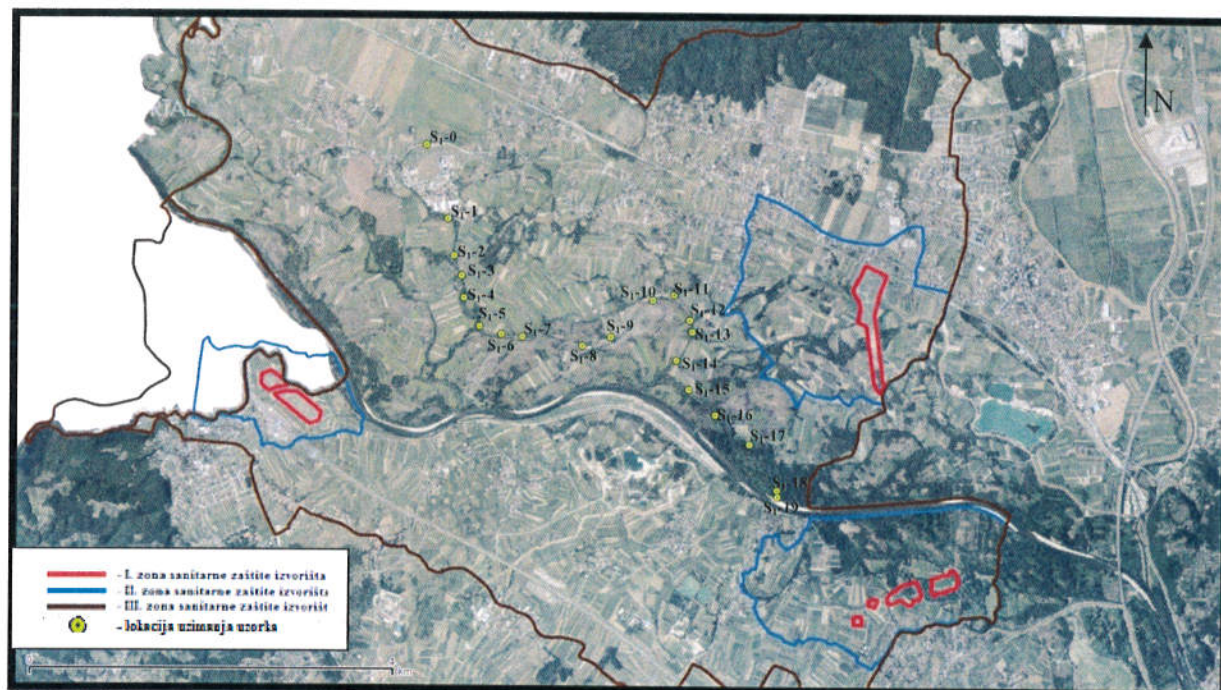 N
S₁-0
S₁-1
S₁-2
S₁-3
S₁-4
S₁-5
S₁-6
S₁-7
S₁-8
S₁-9
S₁-10
S₁-11
S₁-12
S₁-13
S₁-14
S₁-15
S₁-16
S₁-17
S₁-18
S₁-19
- I. zona sanitarne zaštite izvorišta
- II. zona sanitarne zaštite izvorišta
- III. zona sanitarne zaštite izvorišt
- lokacija uzimanja uzorka
0
km